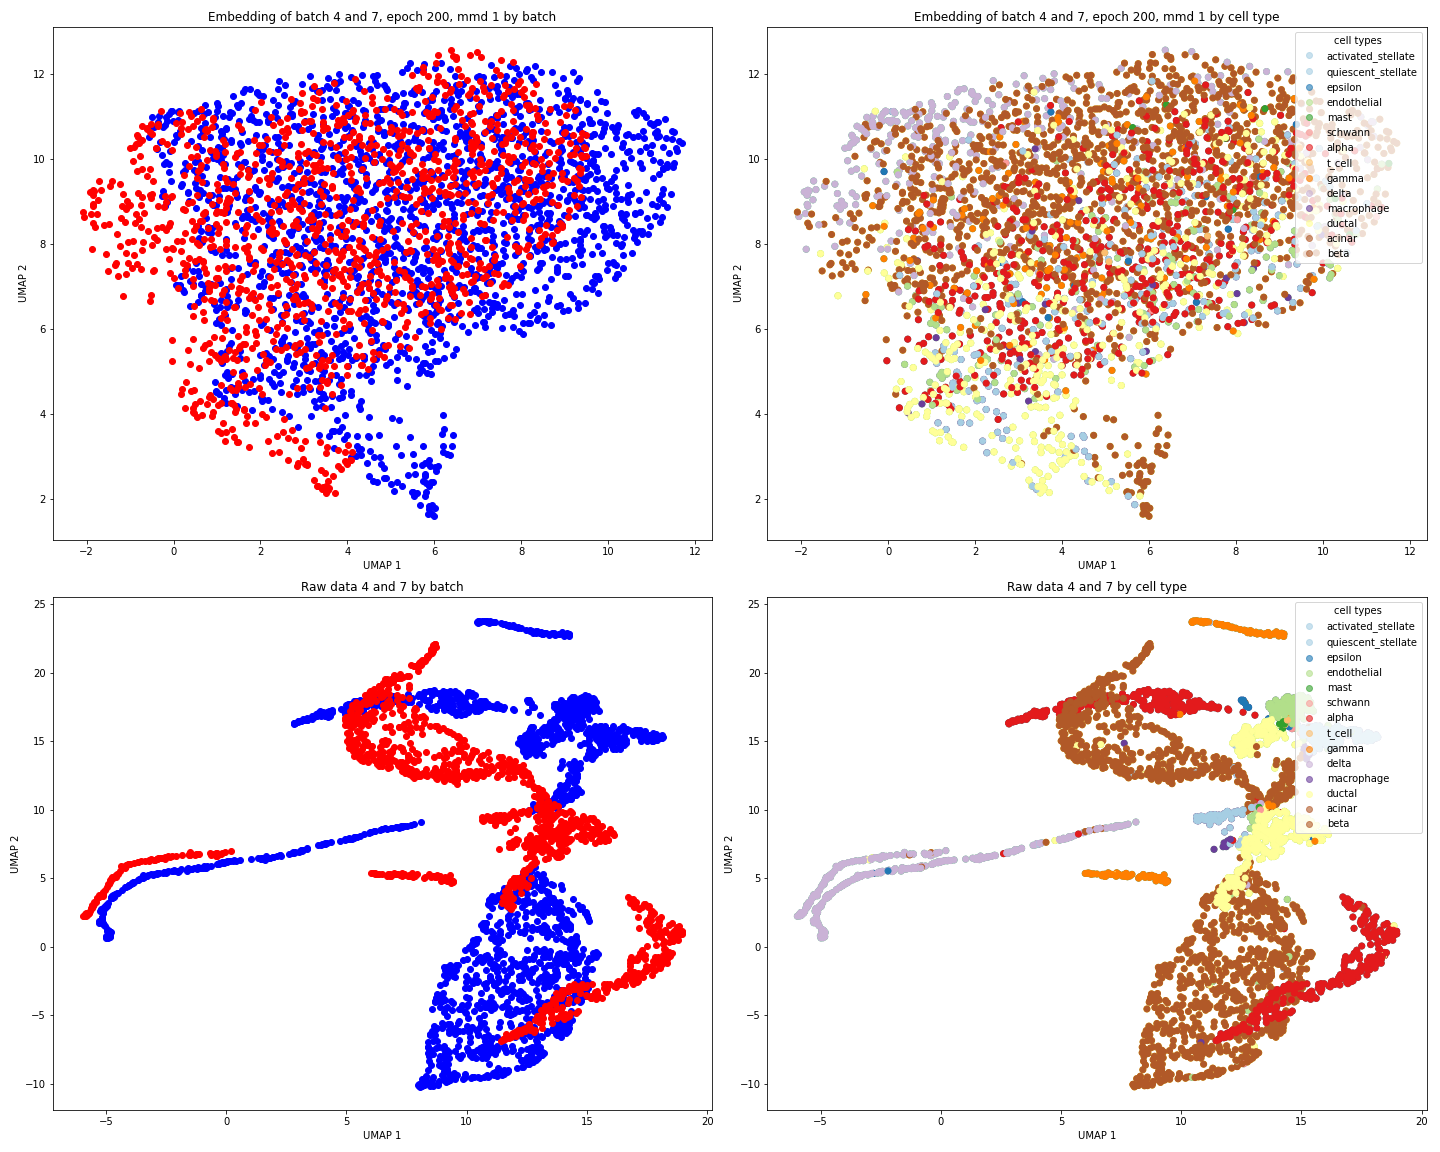 Embedding of batch 4 and 7, epoch 200, mmd 1 by batch
UMAP 2
12
10
8
6
4
2
−2
0
2
4
6
8
10
12
UMAP 1
Embedding of batch 4 and 7, epoch 200, mmd 1 by cell type
cell types
activated_stellate
quiescent_stellate
epsilon
endothelial
mast
schwann
alpha
t_cell
gamma
delta
macrophage
ductal
acinar
beta
UMAP 2
12
10
8
6
4
2
−2
0
2
4
6
8
10
12
UMAP 1
Raw data 4 and 7 by batch
UMAP 2
25
20
15
10
5
0
−5
−10
−5
0
5
10
15
20
UMAP 1
Raw data 4 and 7 by cell type
cell types
activated_stellate
quiescent_stellate
epsilon
endothelial
mast
schwann
alpha
t_cell
gamma
delta
macrophage
ductal
acinar
beta
UMAP 2
25
20
15
10
5
0
−5
−10
−5
0
5
10
15
20
UMAP 1